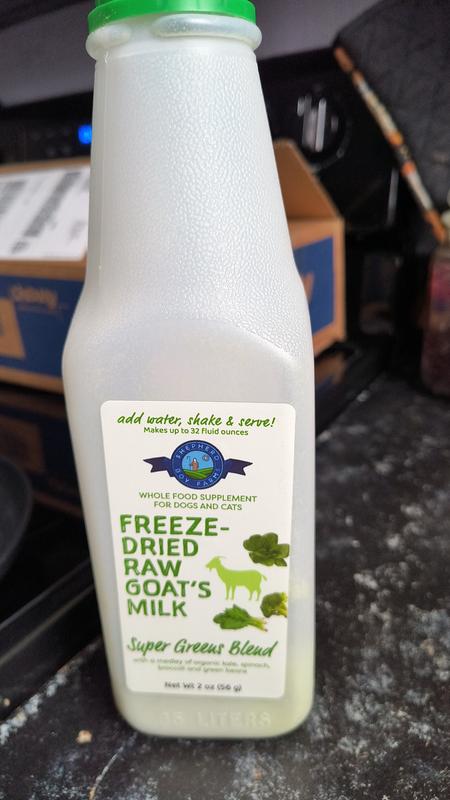 add water, shake & serve!
Makes up to 32 fluid ounces
SHEPHERD
BOY FARMS
WHOLE FOOD SUPPLEMENT
FOR DOGS AND CATS
FREEZE-
DRIED
RAW
GOAT'S
MILK
Super Greens Blend
with a medley of organic kale, spinach,
broccoli and green beans
Net Wt 2 oz (56 g)
LITERS